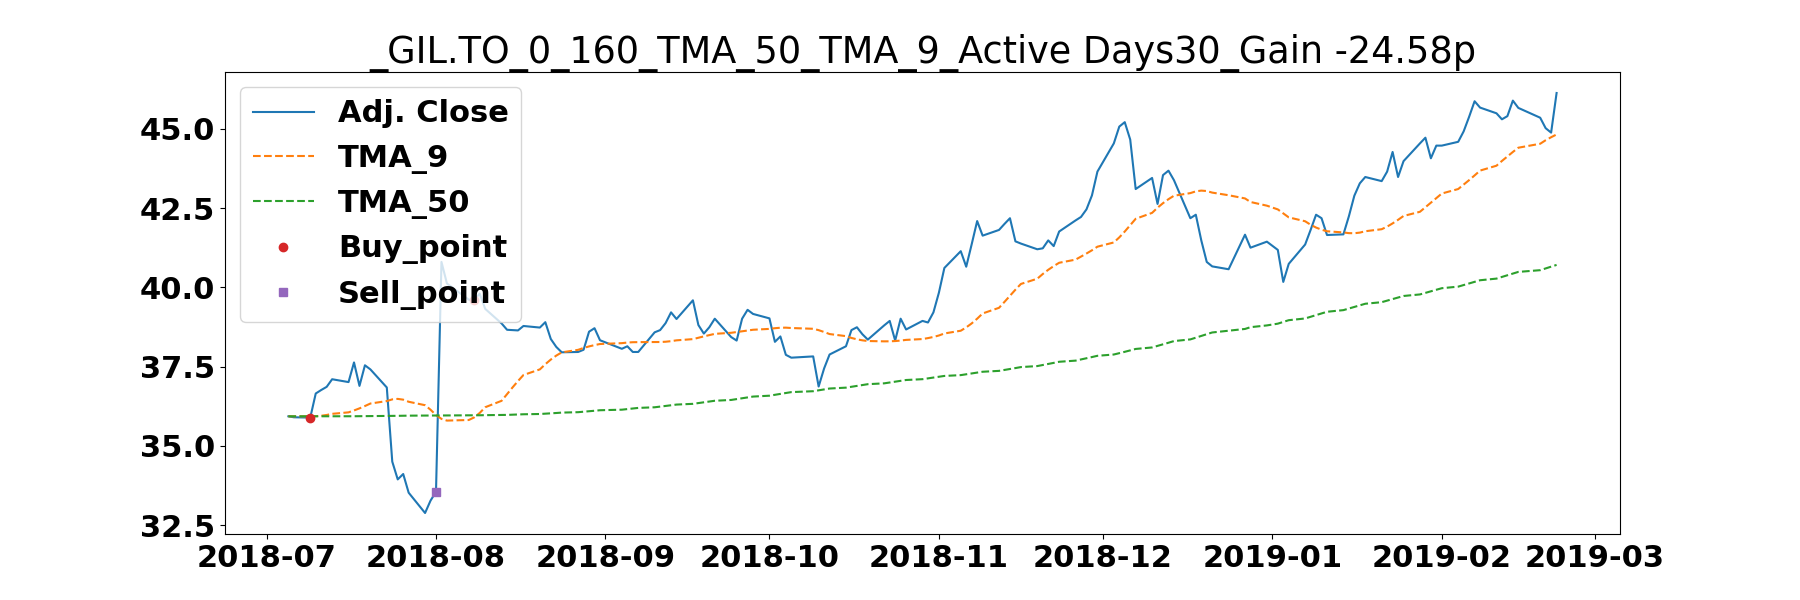 _GIL.TO_0_160_TMA_50_TMA_9_Active Days30_Gain -24.58p
Adj. Close
TMA_9
TMA_50
Buy_point
Sell_point
45.0
42.5
40.0
37.5
35.0
32.5
2018-07 2018-08 2018-09 2018-10 2018-11 2018-12 2019-01 2019-02 2019-03